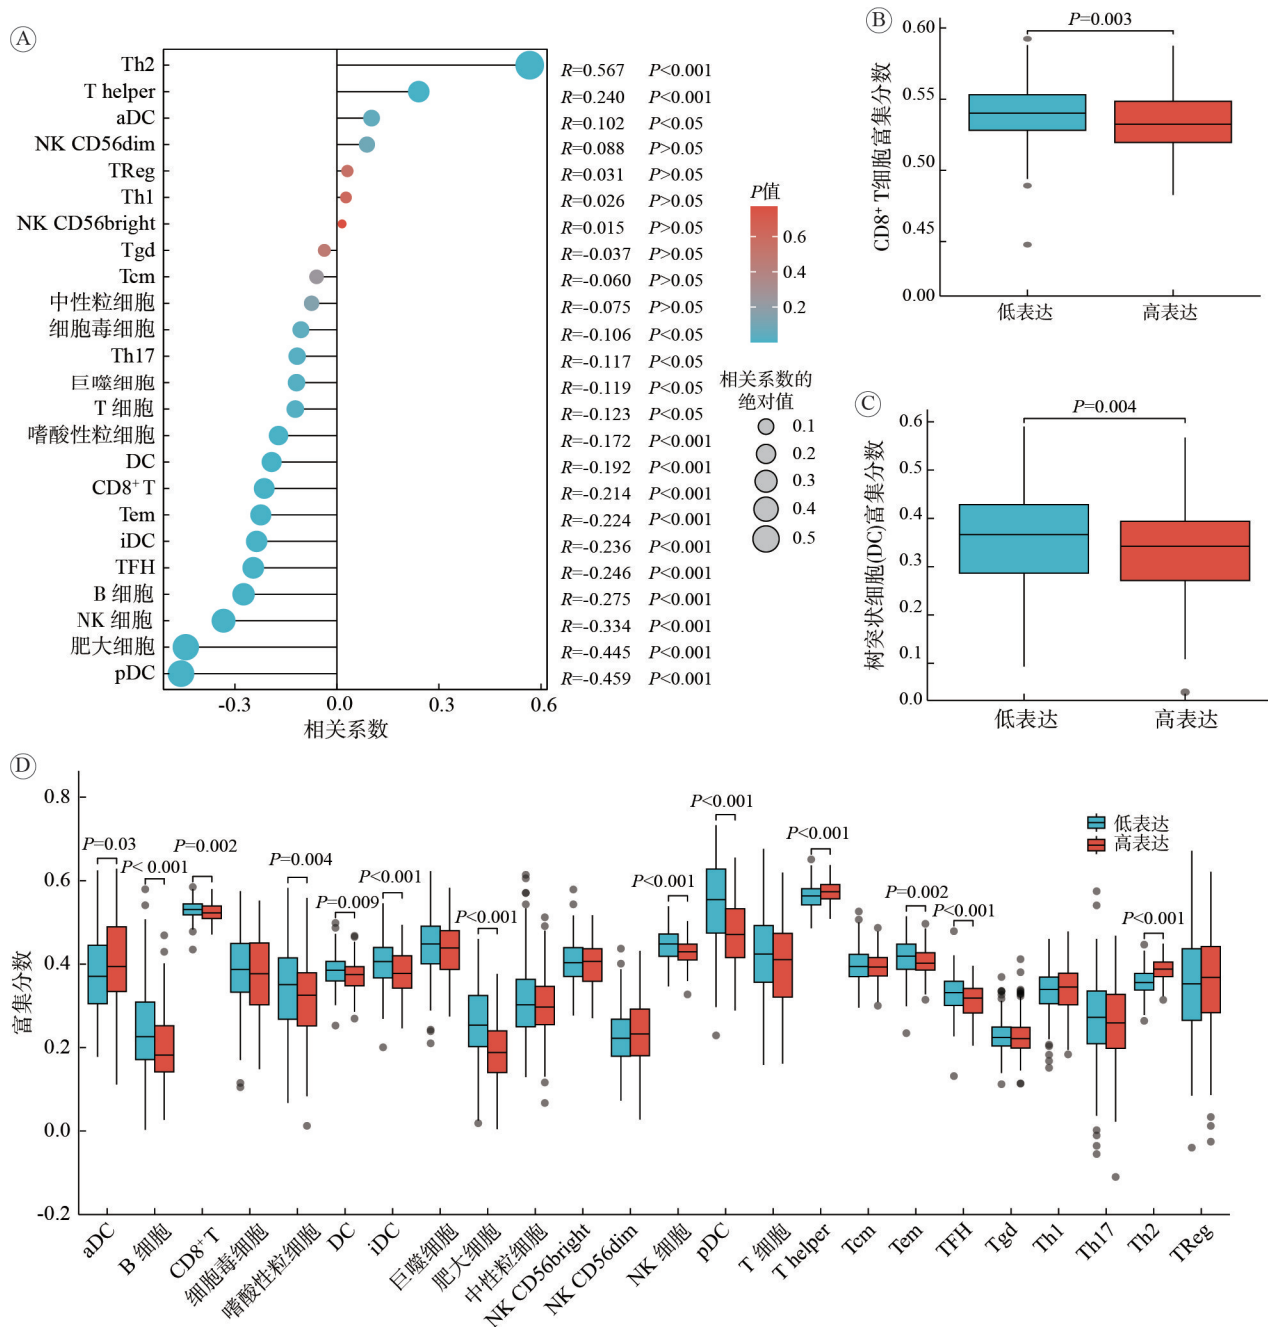 A
Th2 R=0.567 P<0.001
T helper R=0.240 P<0.001
aDC R=0.102 P<0.05
NK CD56dim R=0.088 P>0.05
TReg R=0.031 P>0.05
Th1 R=0.026 P>0.05
NK CD56bright R=0.015 P>0.05
Tgd R=-0.037 P>0.05
Tcm R=-0.060 P>0.05
中性粒细胞 R=-0.075 P>0.05
细胞毒细胞 R=-0.106 P<0.05
Th17 R=-0.117 P<0.05
巨噬细胞 R=-0.119 P<0.05
T 细胞 R=-0.123 P<0.05
嗜酸性粒细胞 R=-0.172 P<0.001
DC R=-0.192 P<0.001
CD8⁺ T R=-0.214 P<0.001
Tem R=-0.224 P<0.001
iDC R=-0.236 P<0.001
TFH R=-0.246 P<0.001
B 细胞 R=-0.275 P<0.001
NK 细胞 R=-0.334 P<0.001
肥大细胞 R=-0.445 P<0.001
pDC R=-0.459 P<0.001
-0.3 0.0 0.3 0.6
相关系数
P值
0.6
0.4
0.2
相关系数的
绝对值
0.1
0.2
0.3
0.4
0.5
B
P=0.003
CD8⁺ T细胞富集分数
0.60
0.55
0.50
0.45
0.00
低表达 高表达
C
P=0.004
树突状细胞(DC)富集分数
0.6
0.5
0.4
0.3
0.2
0.1
0.0
低表达 高表达
D
富集分数
0.8
0.6
0.4
0.2
0.0
-0.2
P=0.03 P< 0.001 P=0.002 P=0.004 P=0.009 P<0.001 P<0.001 P<0.001 P<0.001 P<0.001 P=0.002 P<0.001 P<0.001
低表达
高表达
aDC B 细胞 CD8⁺ T 细胞毒细胞 嗜酸性粒细胞 DC iDC 巨噬细胞 肥大细胞 中性粒细胞 NK CD56bright NK CD56dim NK 细胞 pDC T 细胞 T helper Tcm Tem TFH Tgd Th1 Th17 Th2 TReg